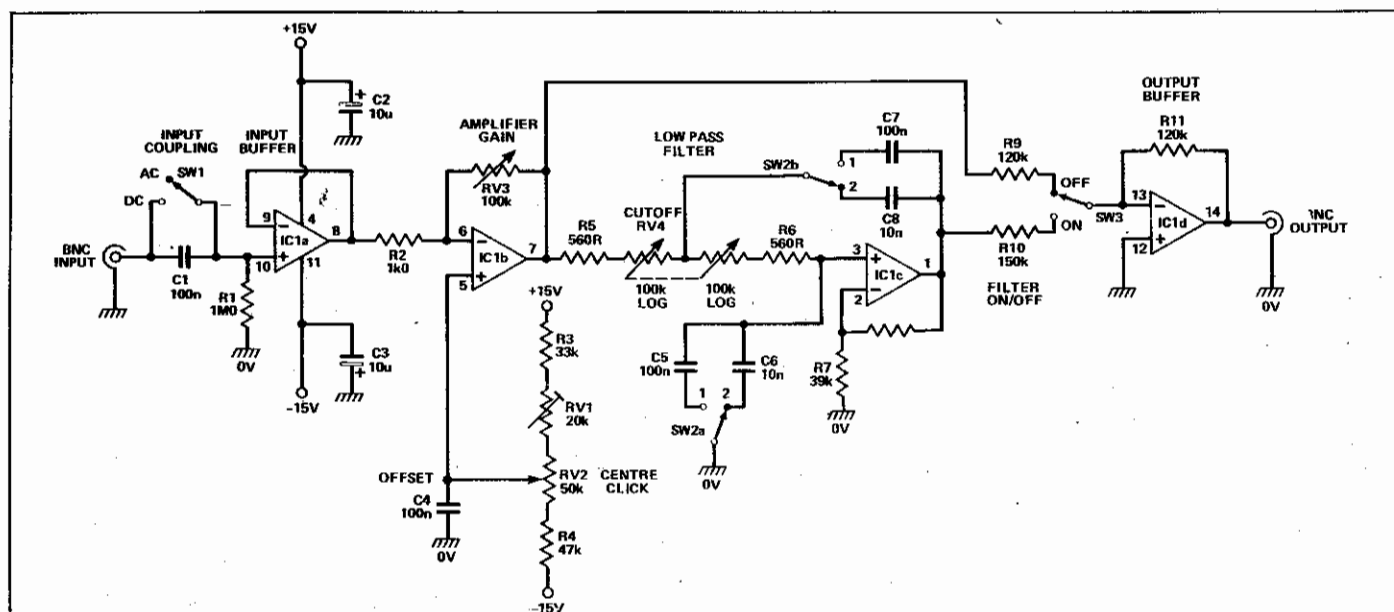 +15V
C2
10u
INPUT
COUPLING
AC
SW1
DC
INPUT
BUFFER
9
4
8
IC1a
10
11
BNC
INPUT
C1
100n
R1
1M0
0V
C3
10u
-15V
R2
1k0
AMPLIFIER
GAIN
RV3
100k
6
7
IC1b
5
+15V
R3
33k
RV1
20k
RV2
50k
CENTRE
CLICK
R4
47k
-15V
OFFSET
C4
100n
0V
R5
560R
CUTOFF
RV4
100k
LOG
100k
LOG
R6
560R
LOW PASS
FILTER
SW2b
1
2
C7
100n
C8
10n
3
1
IC1c
2
C5
100n
C6
10n
1
2
SW2a
0V
R7
39k
0V
R9
120k
OFF
SW3
ON
R10
150k
FILTER
ON/OFF
OUTPUT
BUFFER
R11
120k
13
14
IC1d
12
BNC
OUTPUT
0V